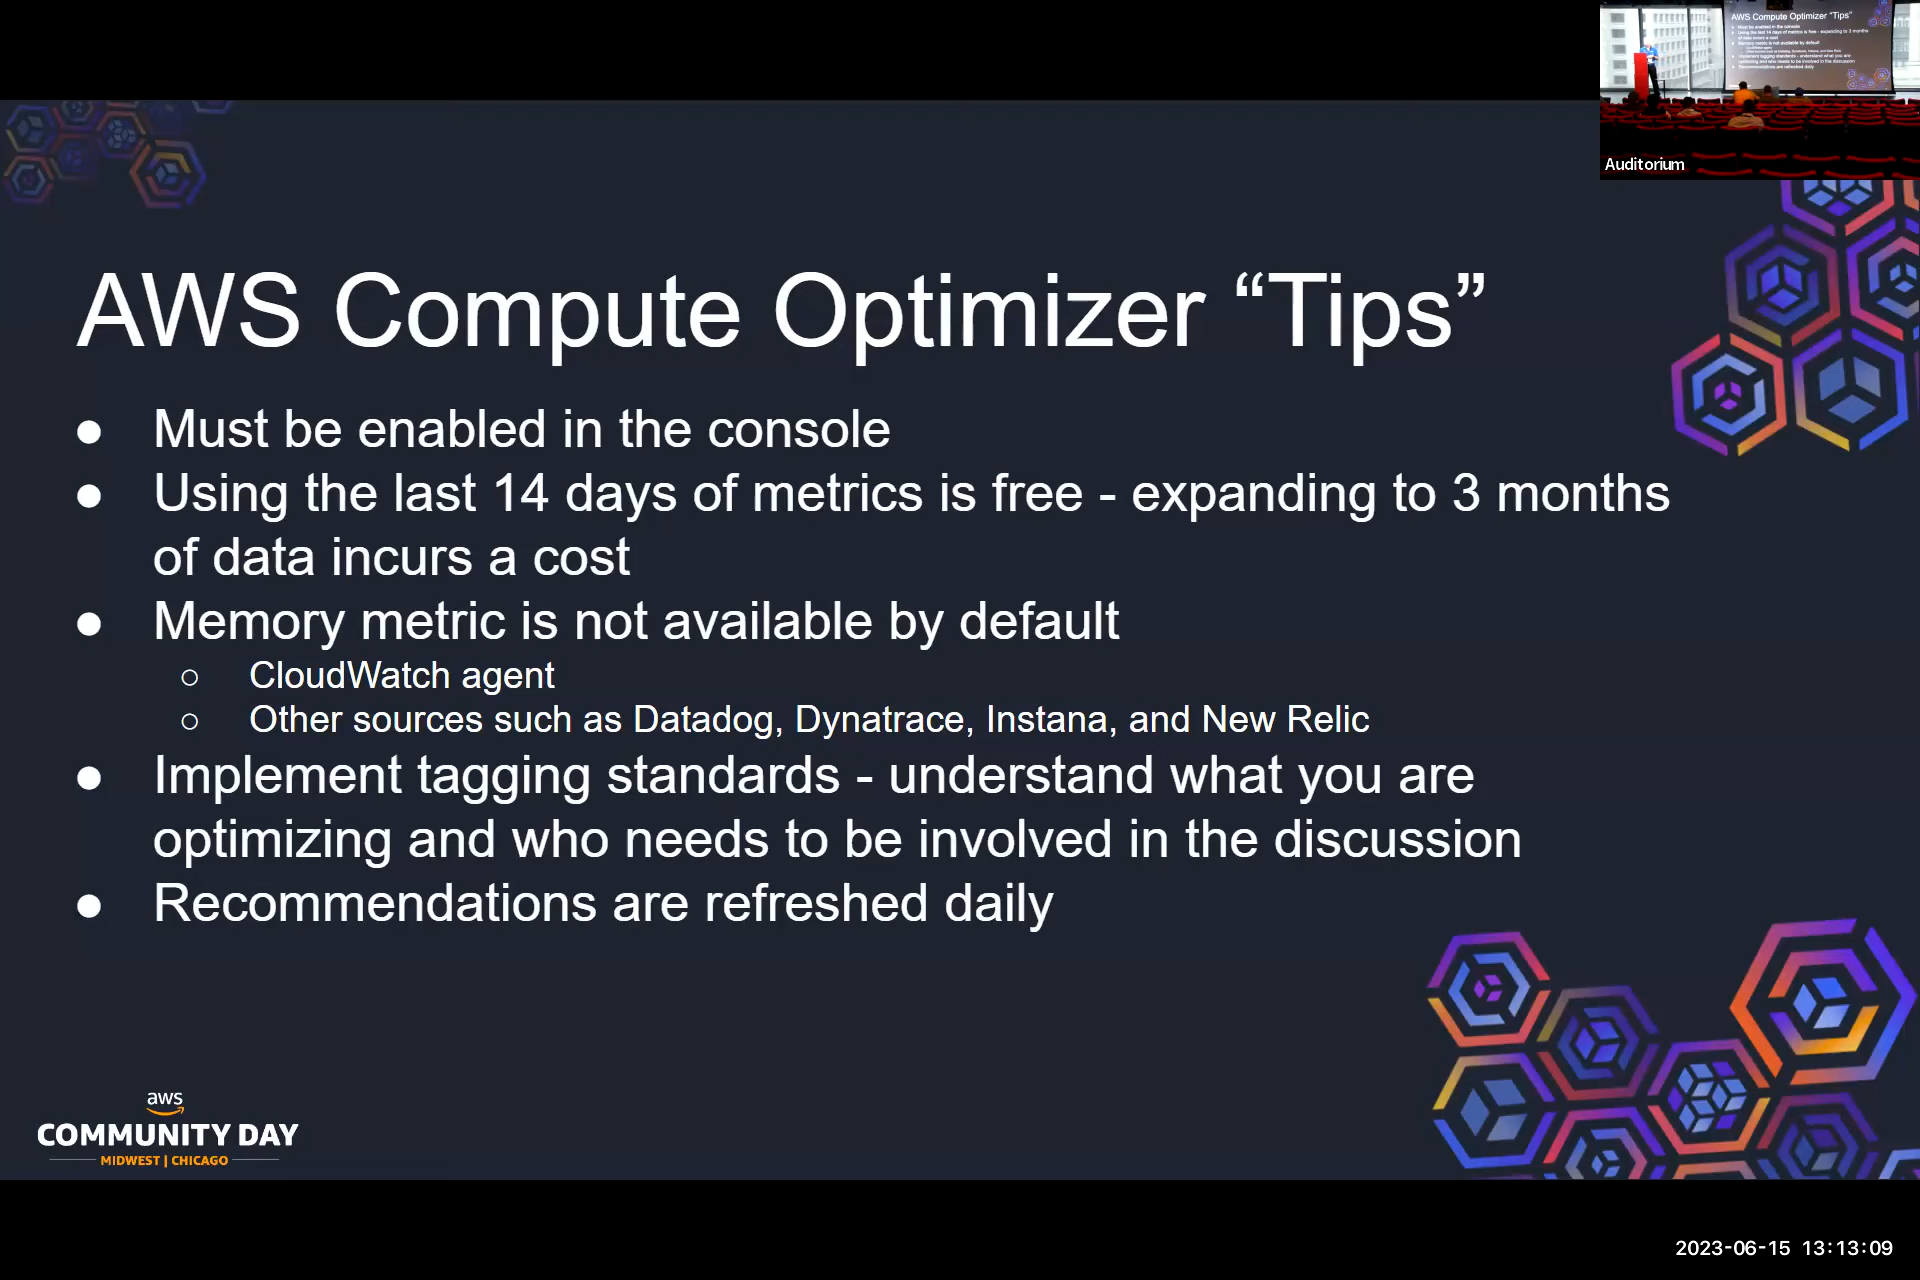 AWS Compute Optimizer “Tips”
Auditorium
AWS Compute Optimizer “Tips”
● Must be enabled in the console
● Using the last 14 days of metrics is free - expanding to 3 months
of data incurs a cost
● Memory metric is not available by default
○ CloudWatch agent
○ Other sources such as Datadog, Dynatrace, Instana, and New Relic
● Implement tagging standards - understand what you are
optimizing and who needs to be involved in the discussion
● Recommendations are refreshed daily
aws
COMMUNITY DAY
MIDWEST | CHICAGO
2023-06-15 13:13:09